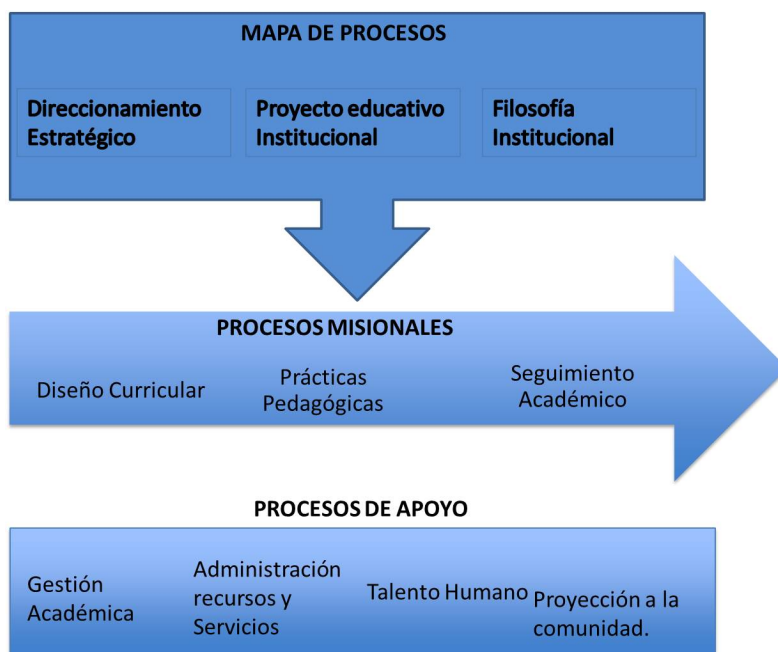 MAPA DE PROCESOS
Direccionamiento
Estratégico
Proyecto educativo
Institucional
Filosofía
Institucional
PROCESOS MISIONALES
Diseño Curricular
Prácticas
Pedagógicas
Seguimiento
Académico
PROCESOS DE APOYO
Gestión
Académica
Administración
recursos y
Servicios
Talento Humano
Proyección a la
comunidad.